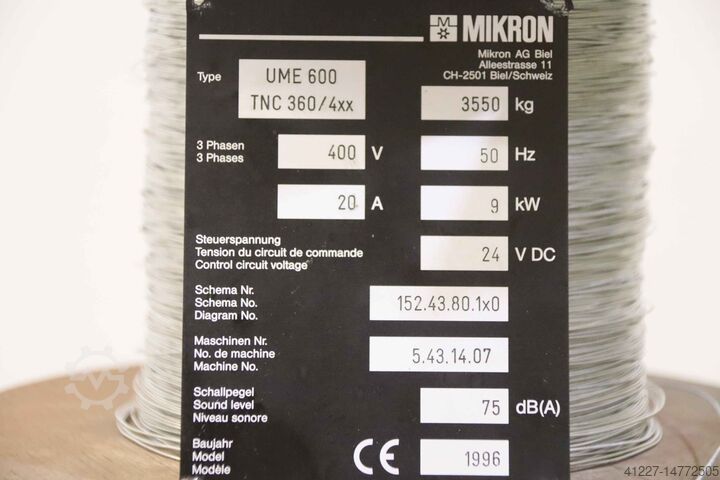 MIKRON
Mikron AG Biel
Alleestrasse 11
CH-2501 Biel/Schweiz
Type
UME 600
TNC 360/4xx
3550 kg
3 Phasen
3 Phases
400 V
50 Hz
20 A
9 kW
Steuerspannung
Tension du circuit de commande
Control circuit voltage
24 V DC
Schema Nr.
Schema No.
Diagram No.
152.43.80.1x0
Maschinen Nr.
No. de machine
Machine No.
5.43.14.07
Schallpegel
Sound level
Niveau sonore
75 dB(A)
Baujahr
Model
Modèle
CE
1996
41227-14772505